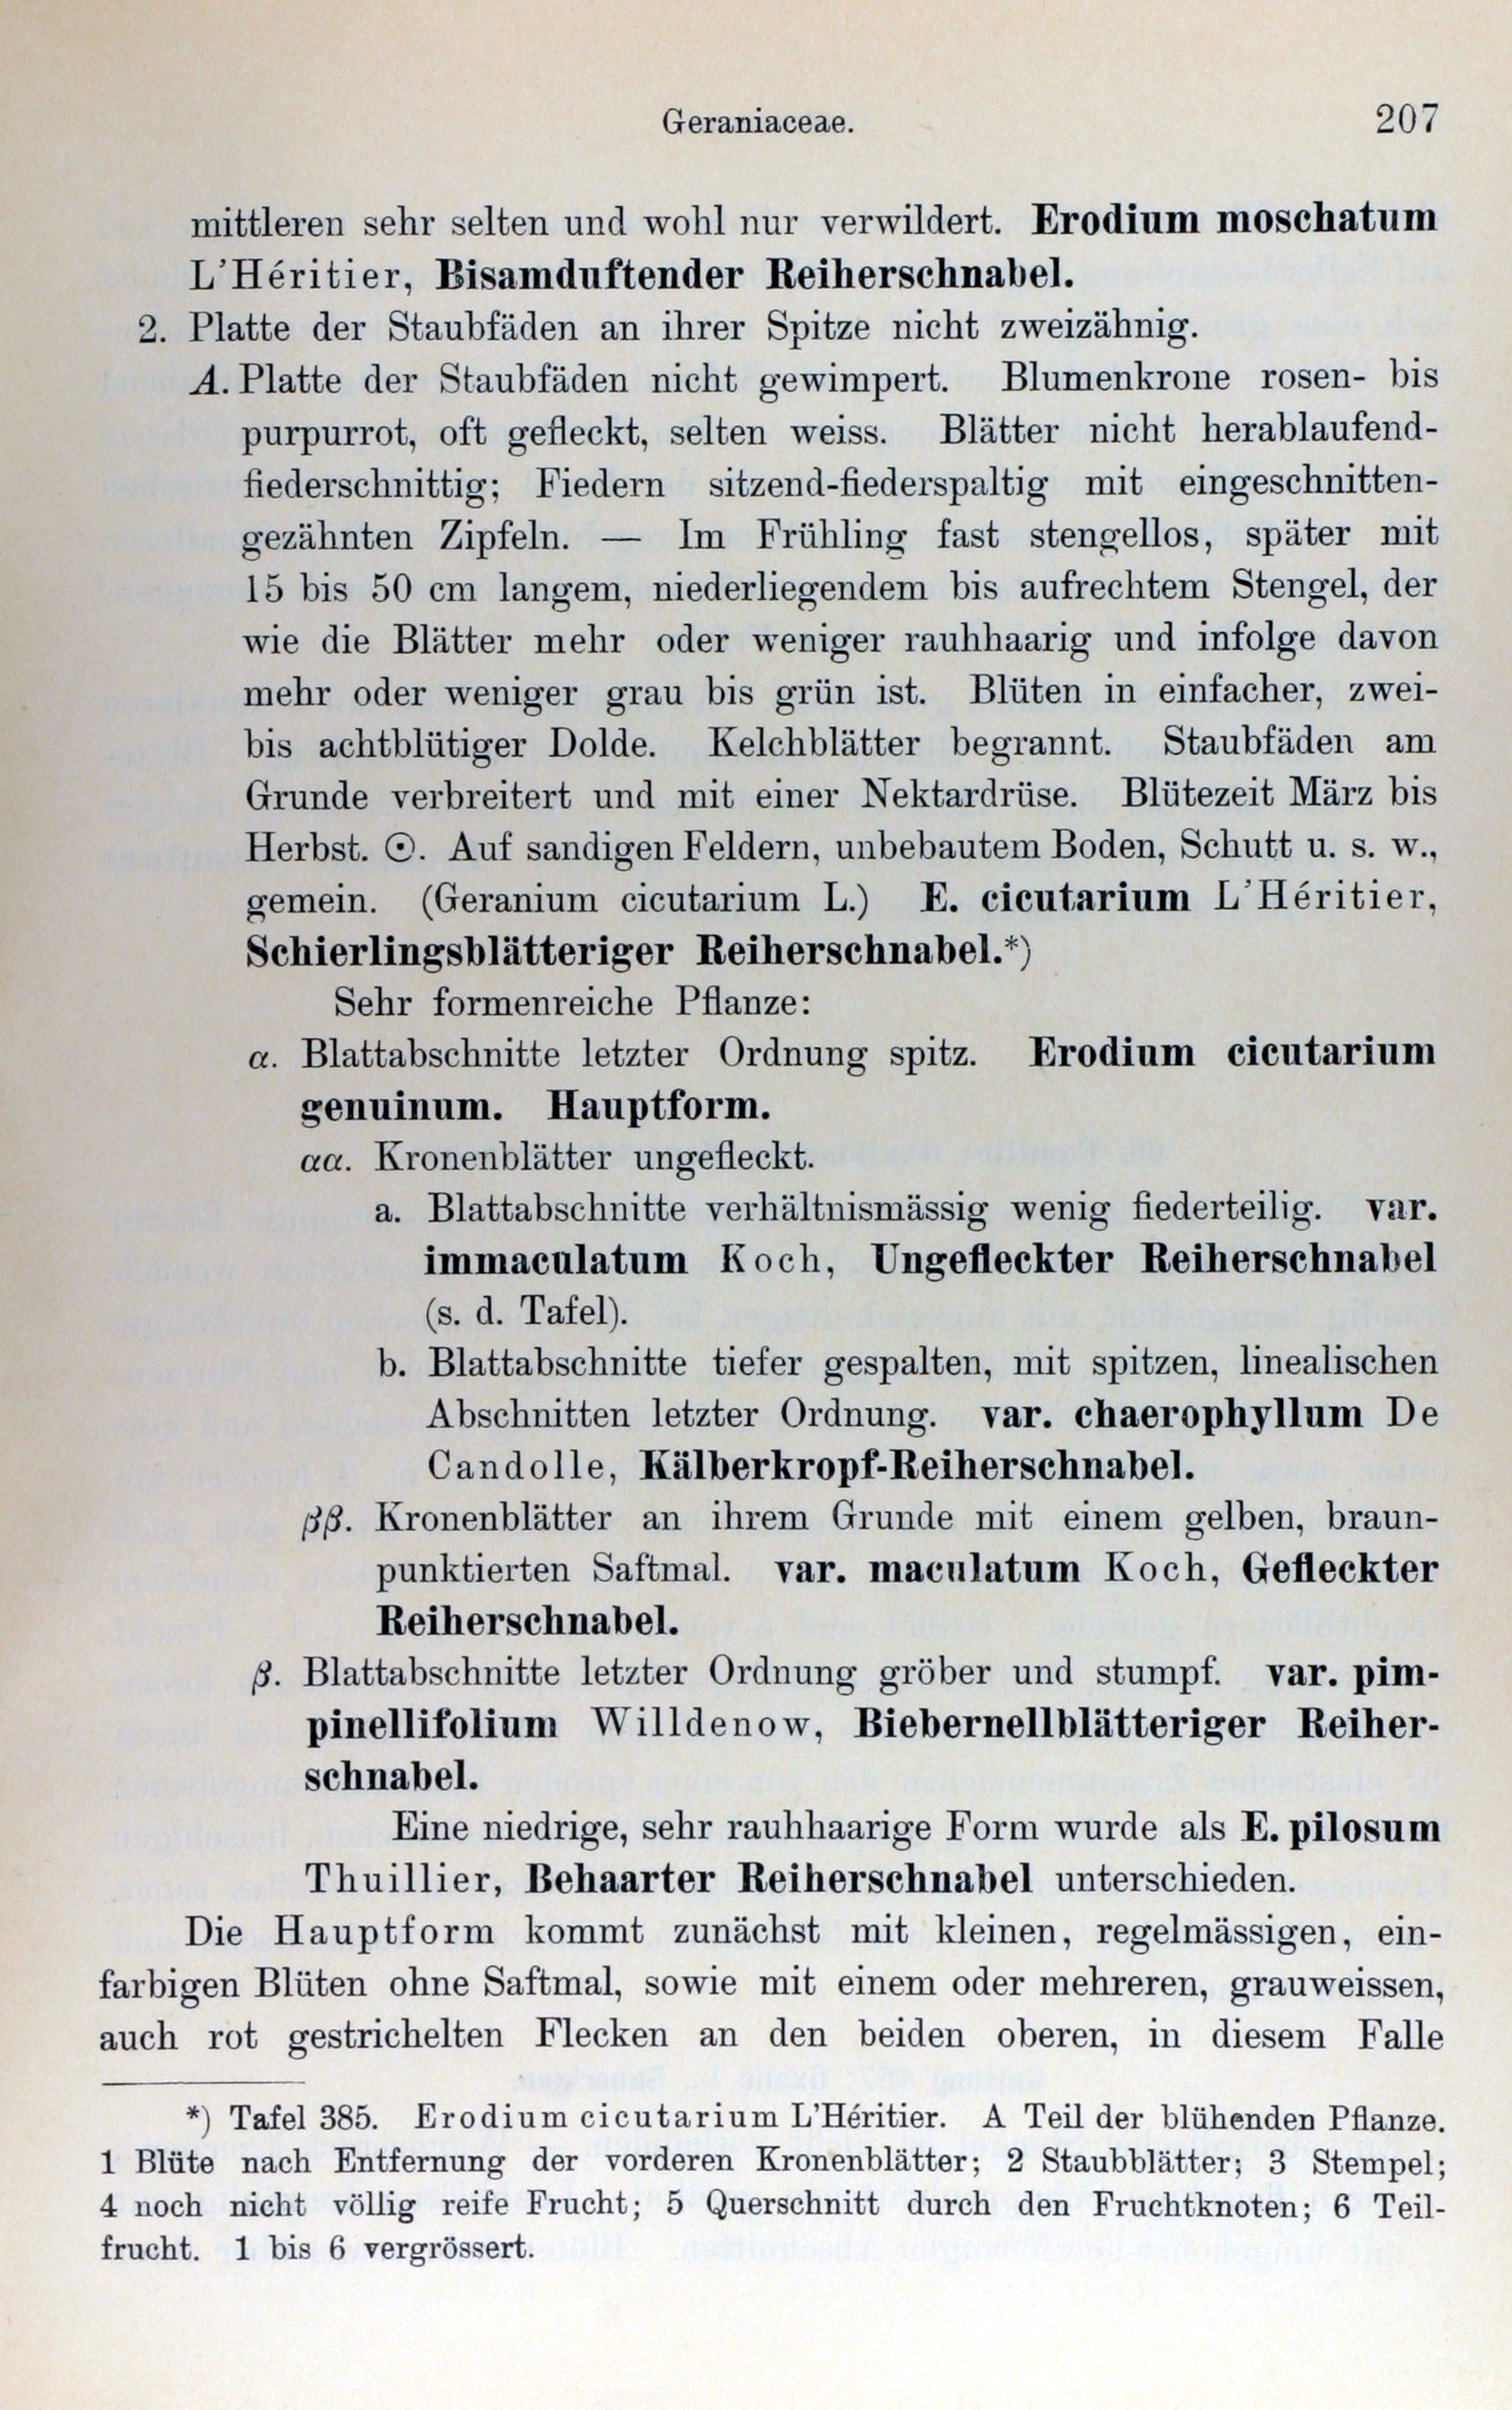 Geraniaceae. 207
mittleren sehr selten und wohl nur verwildert. Erodium moschatum
L'Héritier, Bisamduftender Reiherschnabel.
2. Platte der Staubfäden an ihrer Spitze nicht zweizähnig.
A. Platte der Staubfäden nicht gewimpert. Blumenkrone rosen- bis
purpurrot, oft gefleckt, selten weiss. Blätter nicht herablaufend-
fiederschnittig; Fiedern sitzend-fiederspaltig mit eingeschnitten-
gezähnten Zipfeln. — Im Frühling fast stengellos, später mit
15 bis 50 cm langem, niederliegendem bis aufrechtem Stengel, der
wie die Blätter mehr oder weniger rauhhaarig und infolge davon
mehr oder weniger grau bis grün ist. Blüten in einfacher, zwei-
bis achtblütiger Dolde. Kelchblätter begrannt. Staubfäden am
Grunde verbreitert und mit einer Nektardrüse. Blütezeit März bis
Herbst. ⊙. Auf sandigen Feldern, unbebautem Boden, Schutt u. s. w.,
gemein. (Geranium cicutarium L.) E. cicutarium L'Héritier,
Schierlingsblätteriger Reiherschnabel.*)
Sehr formenreiche Pflanze:
α. Blattabschnitte letzter Ordnung spitz. Erodium cicutarium
genuinum. Hauptform.
αα. Kronenblätter ungefleckt.
a. Blattabschnitte verhältnismässig wenig fiederteilig. var.
immaculatum Koch, Ungefleckter Reiherschnabel
(s. d. Tafel).
b. Blattabschnitte tiefer gespalten, mit spitzen, linealischen
Abschnitten letzter Ordnung. var. chaerophyllum De
Candolle, Kälberkropf-Reiherschnabel.
ββ. Kronenblätter an ihrem Grunde mit einem gelben, braun-
punktierten Saftmal. var. maculatum Koch, Gefleckter
Reiherschnabel.
β. Blattabschnitte letzter Ordnung gröber und stumpf. var. pim-
pinellifolium Willdenow, Biebernellblätteriger Reiher-
schnabel.
Eine niedrige, sehr rauhhaarige Form wurde als E. pilosum
Thuillier, Behaarter Reiherschnabel unterschieden.
Die Hauptform kommt zunächst mit kleinen, regelmässigen, ein-
farbigen Blüten ohne Saftmal, sowie mit einem oder mehreren, grauweissen,
auch rot gestrichelten Flecken an den beiden oberen, in diesem Falle
*) Tafel 385. Erodium cicutarium L'Héritier. A Teil der blühenden Pflanze.
1 Blüte nach Entfernung der vorderen Kronenblätter; 2 Staubblätter; 3 Stempel;
4 noch nicht völlig reife Frucht; 5 Querschnitt durch den Fruchtknoten; 6 Teil-
frucht. 1 bis 6 vergrössert.